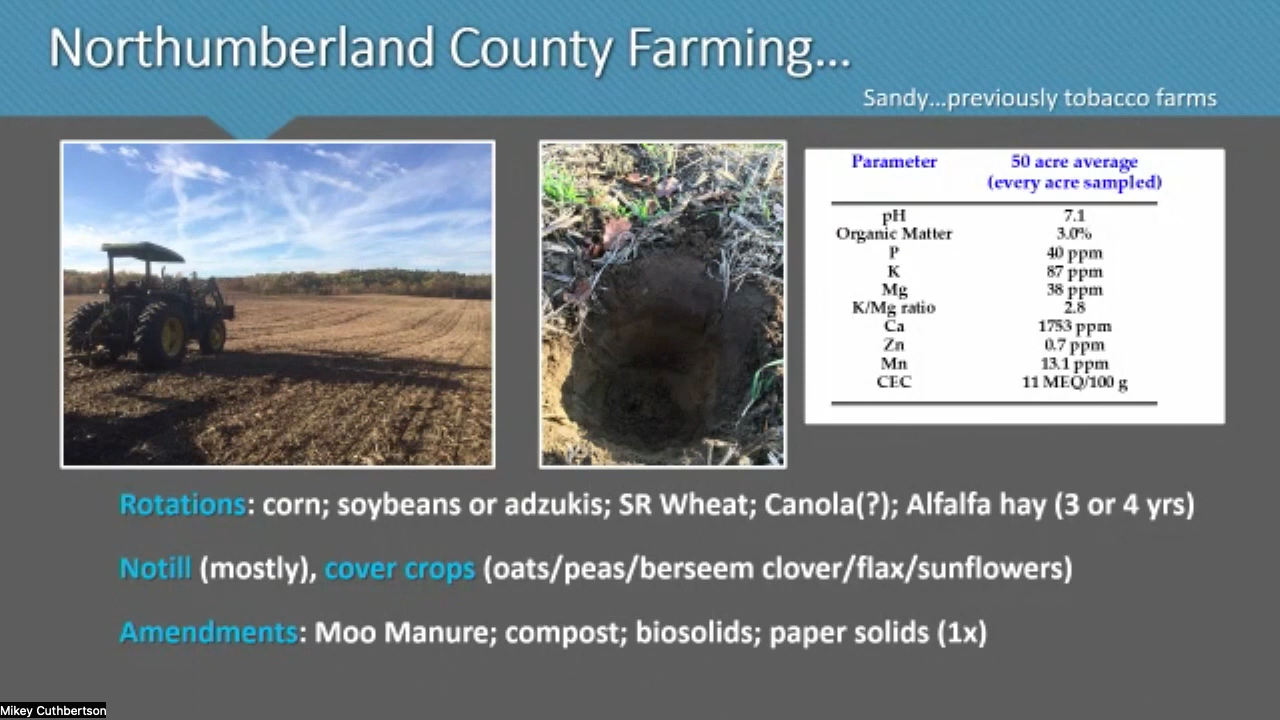 Northumberland County Farming...
Sandy...previously tobacco farms
Parameter 50 acre average
(every acre sampled)
pH 7.1
Organic Matter 3.0%
P 40 ppm
K 87 ppm
Mg 38 ppm
K/Mg ratio 2.8
Ca 1753 ppm
Zn 0.7 ppm
Mn 13.1 ppm
CEC 11 MEQ/100 g
Rotations: corn; soybeans or adzukis; SR Wheat; Canola(?); Alfalfa hay (3 or 4 yrs)
Notill (mostly), cover crops (oats/peas/berseem clover/flax/sunflowers)
Amendments: Moo Manure; compost; biosolids; paper solids (1x)
Mikey Cuthbertson